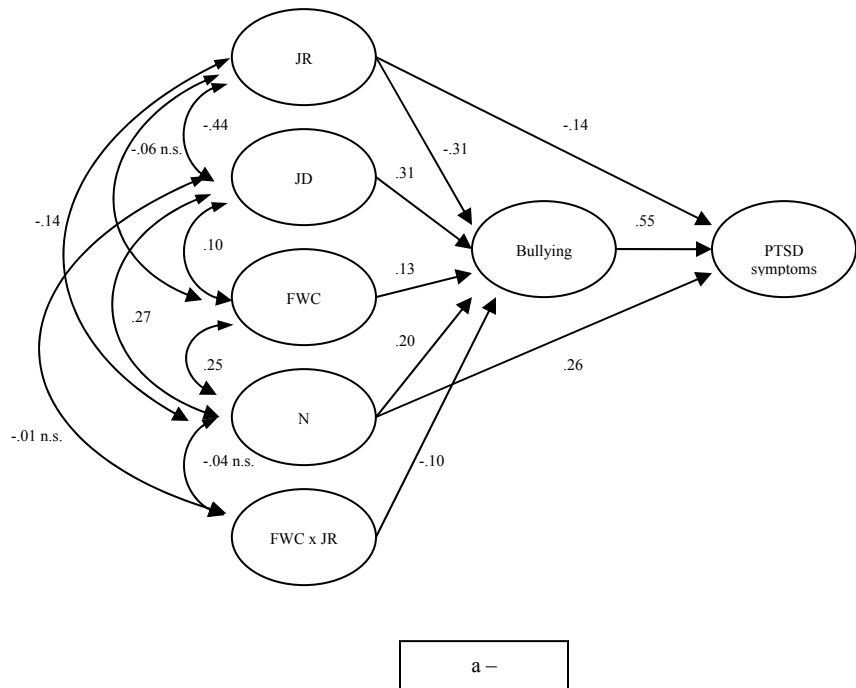 JR
-.14
-.44
-.06 n.s.
-.31
.31
JD
-.14
.55
Bullying
PTSD
symptoms
.10
.13
FWC
.27
.20
.25
.26
N
-.01 n.s.
-.04 n.s.
-.10
FWC x JR
a –